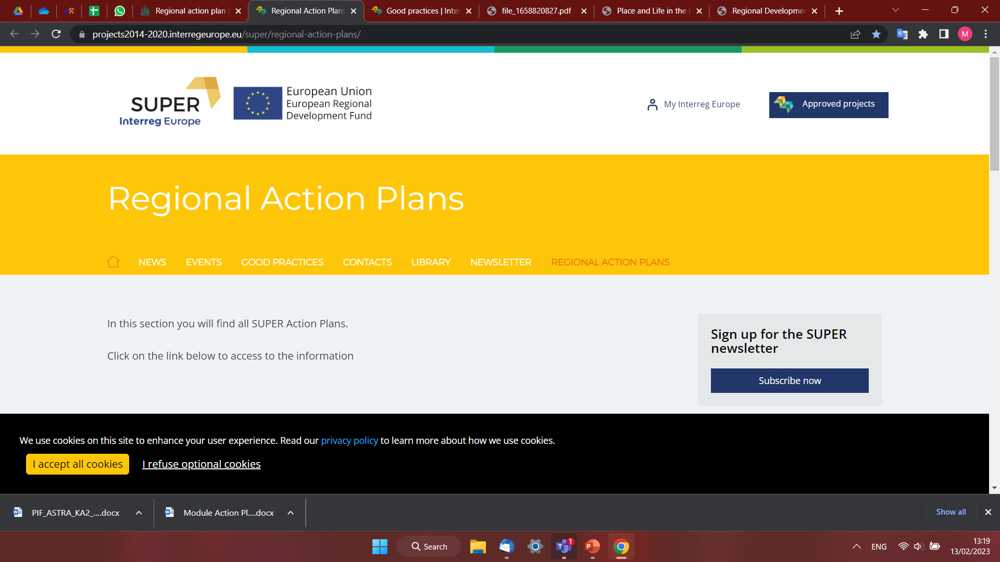 Regional action plan
Regional Action Plans
Good practices | Inter
file_1658820827.pdf
Place and Life in the
Regional Developme
projects2014-2020.interregeurope.eu/super/regional-action-plans/
M
SUPER
Interreg Europe
European Union
European Regional
Development Fund
My Interreg Europe
Approved projects
Regional Action Plans
NEWS
EVENTS
GOOD PRACTICES
CONTACTS
LIBRARY
NEWSLETTER
REGIONAL ACTION PLANS
In this section you will find all SUPER Action Plans.
Click on the link below to access to the information
Sign up for the SUPER
newsletter
Subscribe now
We use cookies on this site to enhance your user experience. Read our privacy policy to learn more about how we use cookies.
I accept all cookies
I refuse optional cookies
PIF_ASTRA_KA2_....docx
Module Action Pl....docx
Show all
Search
1
ENG
13:19
13/02/2023